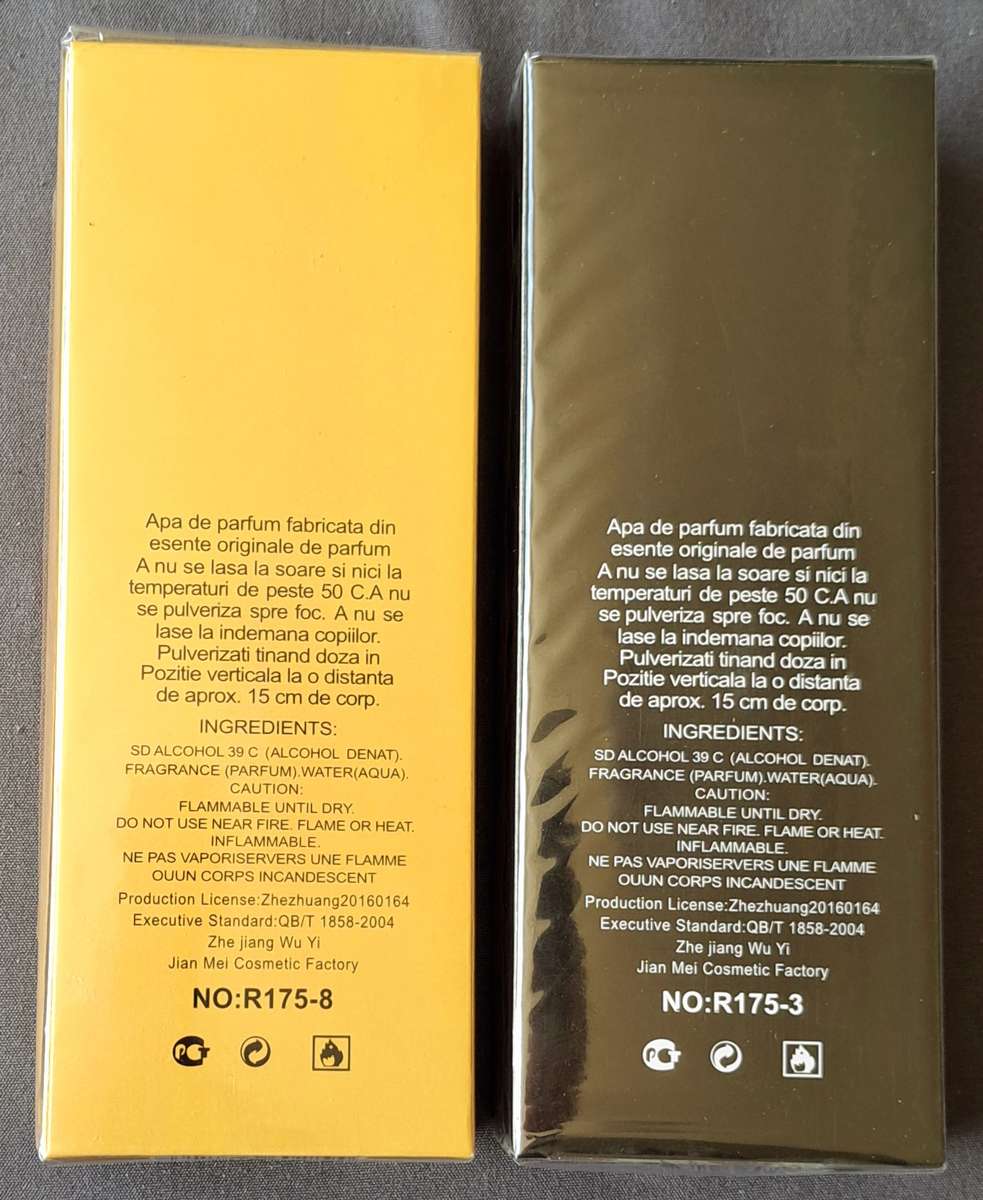 Apa de parfum fabricata din
esente originale de parfum
A nu se lasa la soare si nici la
temperaturi de peste 50 C.A nu
se pulveriza spre foc. A nu se
lase la indemana copiilor.
Pulverizati tinand doza in
Pozitie verticala la o distanta
de aprox. 15 cm de corp.
INGREDIENTS:
SD ALCOHOL 39 C (ALCOHOL DENAT).
FRAGRANCE (PARFUM).WATER(AQUA).
CAUTION:
FLAMMABLE UNTIL DRY.
DO NOT USE NEAR FIRE. FLAME OR HEAT.
INFLAMMABLE.
NE PAS VAPORISERVERS UNE FLAMME
OUUN CORPS INCANDESCENT
Production License:Zhezhuang20160164
Executive Standard:QB/T 1858-2004
Zhe jiang Wu Yi
Jian Mei Cosmetic Factory
NO:R175-8
PCT
Apa de parfum fabricata din
esente originale de parfum
A nu se lasa la soare si nici la
temperaturi de peste 50 C.A nu
se pulveriza spre foc. A nu se
lase la indemana copiilor.
Pulverizati tinand doza in
Pozitie verticala la o distanta
de aprox. 15 cm de corp.
INGREDIENTS:
SD ALCOHOL 39 C (ALCOHOL DENAT).
FRAGRANCE (PARFUM).WATER(AQUA).
CAUTION:
FLAMMABLE UNTIL DRY.
DO NOT USE NEAR FIRE. FLAME OR HEAT.
INFLAMMABLE.
NE PAS VAPORISERVERS UNE FLAMME
OUUN CORPS INCANDESCENT
Production License:Zhezhuang20160164
Executive Standard:QB/T 1858-2004
Zhe jiang Wu Yi
Jian Mei Cosmetic Factory
NO:R175-3
PCT